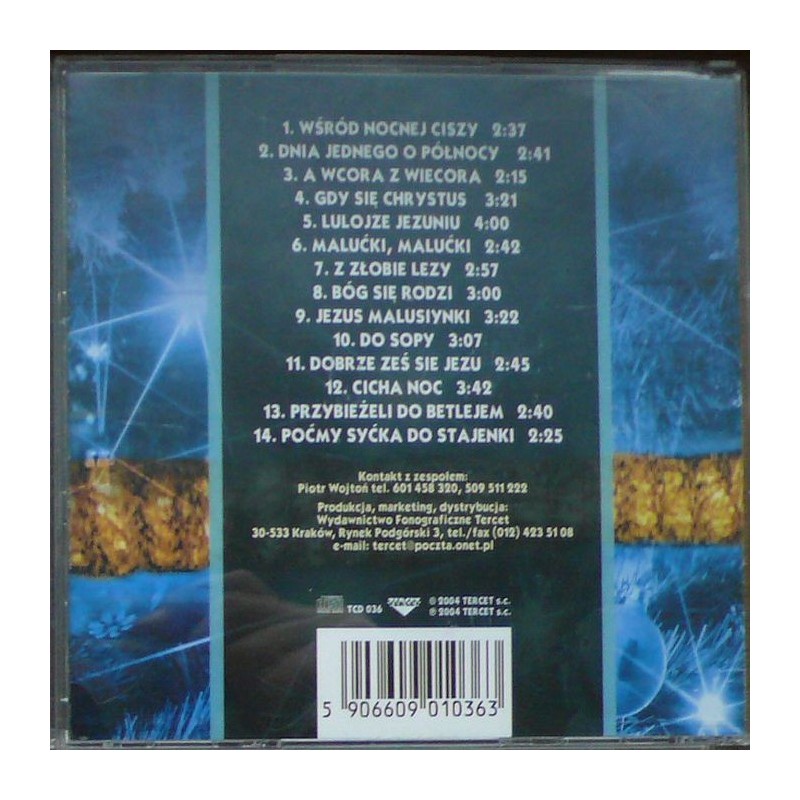 1. WŚRÓD NOCNEJ CISZY 2:37
2. DNIA JEDNEGO O PÓŁNOCY 2:41
3. A WCORA Z WIECORA 2:15
4. GDY SIĘ CHRYSTUS 3:21
5. LULOJZE JEZUNIU 4:00
6. MALUĆKI, MALUĆKI 2:42
7. Z ZŁOBIE LEZY 2:57
8. BÓG SIĘ RODZI 3:00
9. JEZUS MALUSIYNKI 3:22
10. DO SOPY 3:07
11. DOBRZE ZEŚ SIE JEZU 2:45
12. CICHA NOC 3:42
13. PRZYBIEŻELI DO BETLEJEM 2:40
14. POĆMY SYĆKA DO STAJENKI 2:25
Kontakt z zespołem:
Piotr Wojtoń tel. 601 458 320, 509 511 222
Produkcja, marketing, dystrybucja:
Wydawnictwo Fonograficzne Tercet
30-533 Kraków, Rynek Podgórski 3, tel./fax (012) 423 51 08
e-mail: tercet@poczta.onet.pl
TCD 036 TERCET © 2004 TERCET s.c.
℗ 2004 TERCET s.c.
5 906609 010363